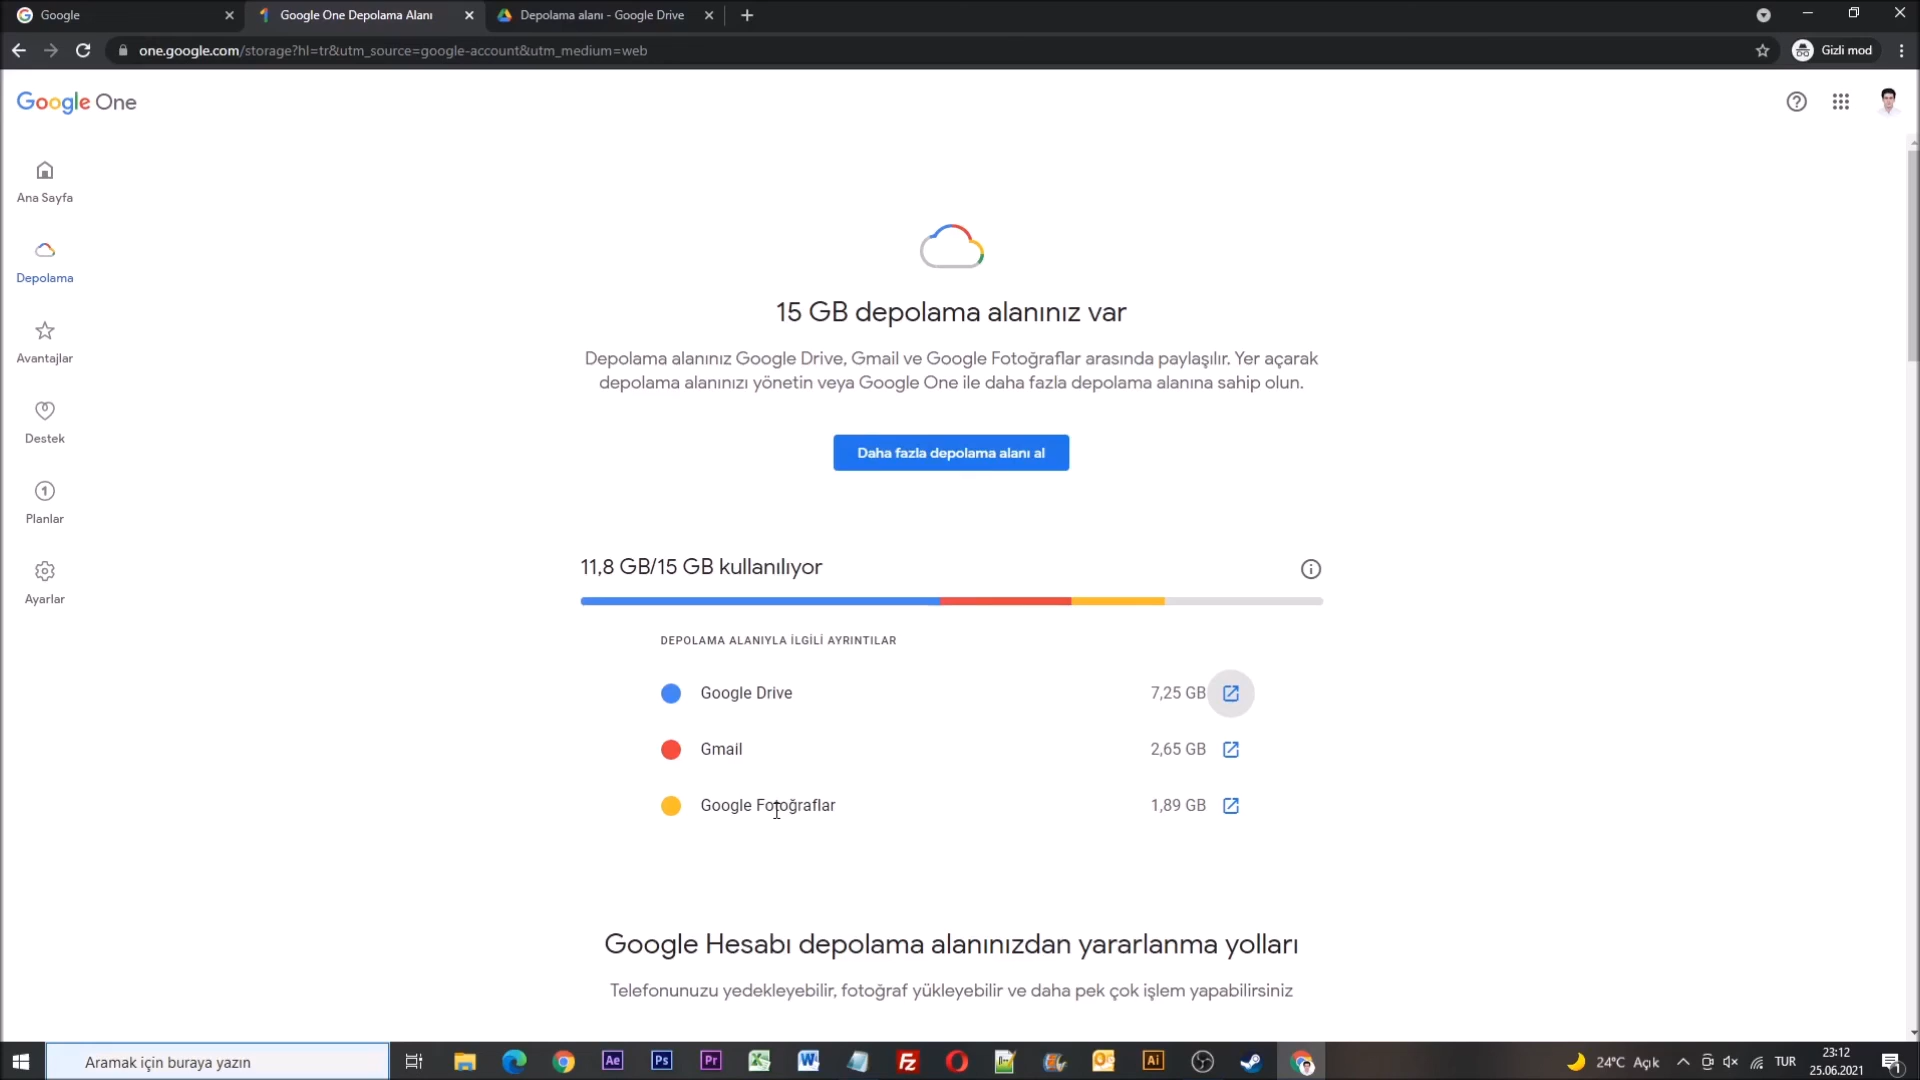 Google
Google One Depolama Alanı
Depolama alanı - Google Drive
one.google.com/storage?hl=tr&utm_source=google-account&utm_medium=web
Gizli mod
Google One
Ana Sayfa
Depolama
Avantajlar
Destek
Planlar
Ayarlar
15 GB depolama alanınız var
Depolama alanınız Google Drive, Gmail ve Google Fotoğraflar arasında paylaşılır. Yer açarak
depolama alanınızı yönetin veya Google One ile daha fazla depolama alanına sahip olun.
Daha fazla depolama alanı al
11,8 GB/15 GB kullanılıyor
DEPOLAMA ALANIYLA İLGİLİ AYRINTILAR
Google Drive 7,25 GB
Gmail 2,65 GB
Google Fotoğraflar 1,89 GB
Google Hesabı depolama alanınızdan yararlanma yolları
Telefonunuzu yedekleyebilir, fotoğraf yükleyebilir ve daha pek çok işlem yapabilirsiniz
Aramak için buraya yazın
Ae
Ps
Pr
Ai
24°C Açık
TUR
23:12
25.06.2021
1